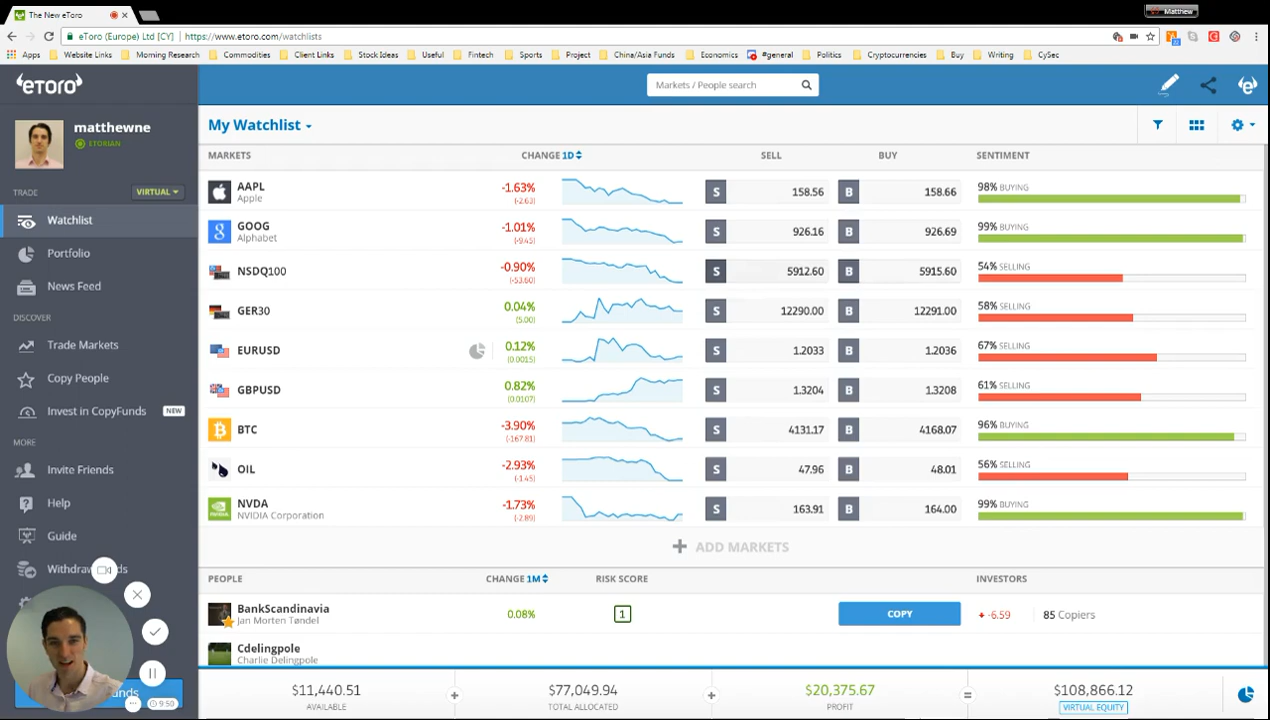 The New eToro
Matthew
eToro (Europe) Ltd [CY] https://www.etoro.com/watchlists
Apps Website Links Morning Research Commodities Client Links Stock Ideas Useful Fintech Sports Project China/Asia Funds Economics #general Politics Cryptocurrencies Buy Writing CySec
eToro
Markets / People search
matthewne
ETORIAN
My Watchlist
TRADE VIRTUAL
Watchlist
Portfolio
News Feed
DISCOVER
Trade Markets
Copy People
Invest in CopyFunds NEW
MORE
Invite Friends
Help
Guide
9:50
MARKETS CHANGE 1D SELL BUY SENTIMENT
AAPL -1.63% S 158.56 B 158.66 98% BUYING
Apple (-2.63)
GOOG -1.01% S 926.16 B 926.69 99% BUYING
Alphabet (-9.45)
NSDQ100 -0.90% S 5912.60 B 5915.60 54% SELLING
(-53.60)
GER30 0.04% S 12290.00 B 12291.00 58% SELLING
(5.00)
EURUSD 0.12% S 1.2033 B 1.2036 67% SELLING
(0.0015)
GBPUSD 0.82% S 1.3204 B 1.3208 61% SELLING
(0.0107)
BTC -3.90% S 4131.17 B 4168.07 96% BUYING
(-167.81)
OIL -2.93% S 47.96 B 48.01 56% SELLING
(-1.45)
NVDA -1.73% S 163.91 B 164.00 99% BUYING
NVIDIA Corporation (-2.89)
ADD MARKETS
PEOPLE CHANGE 1M RISK SCORE INVESTORS
BankScandinavia 0.08% 1 COPY -6.59 85 Copiers
Jan Morten Tøndel
Cdelingpole
Charlie Delingpole
$11,440.51 + $77,049.94 + $20,375.67 = $108,866.12
AVAILABLE TOTAL ALLOCATED PROFIT VIRTUAL EQUITY